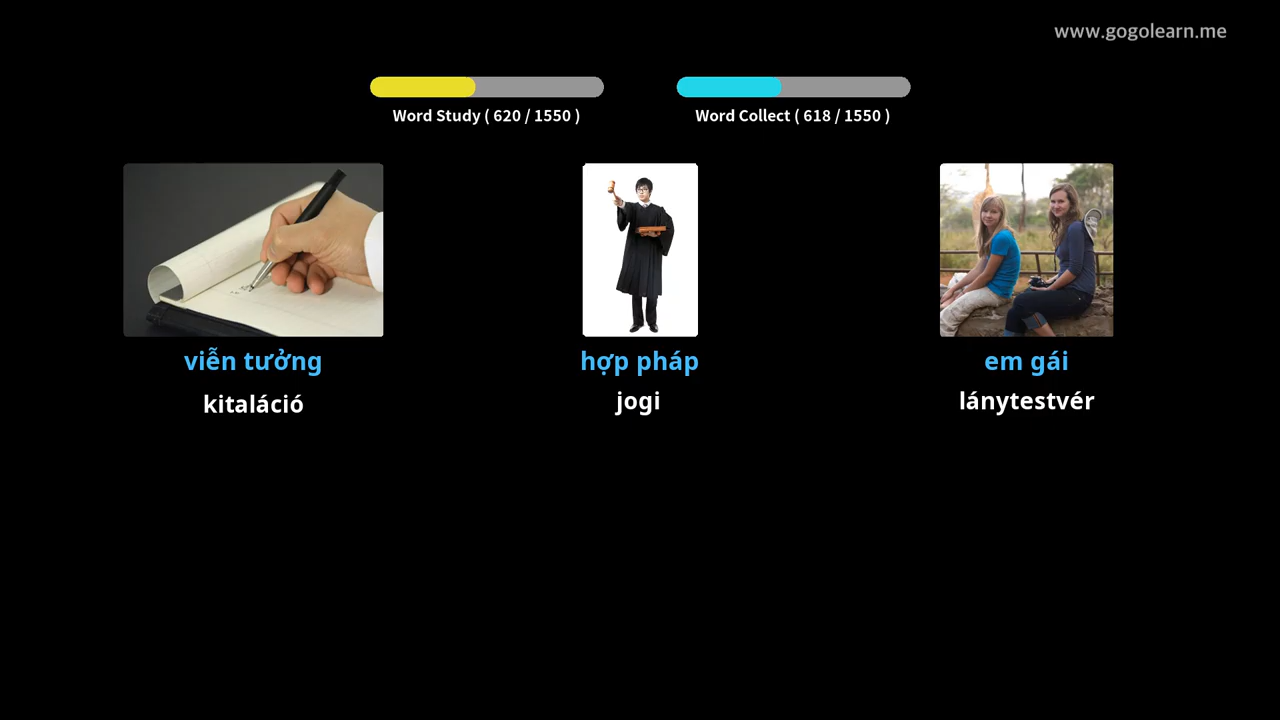 www.gogolearn.me
Word Study ( 620 / 1550 )
Word Collect ( 618 / 1550 )
viễn tưởng
kitaláció
hợp pháp
jogi
em gái
lánytestvér